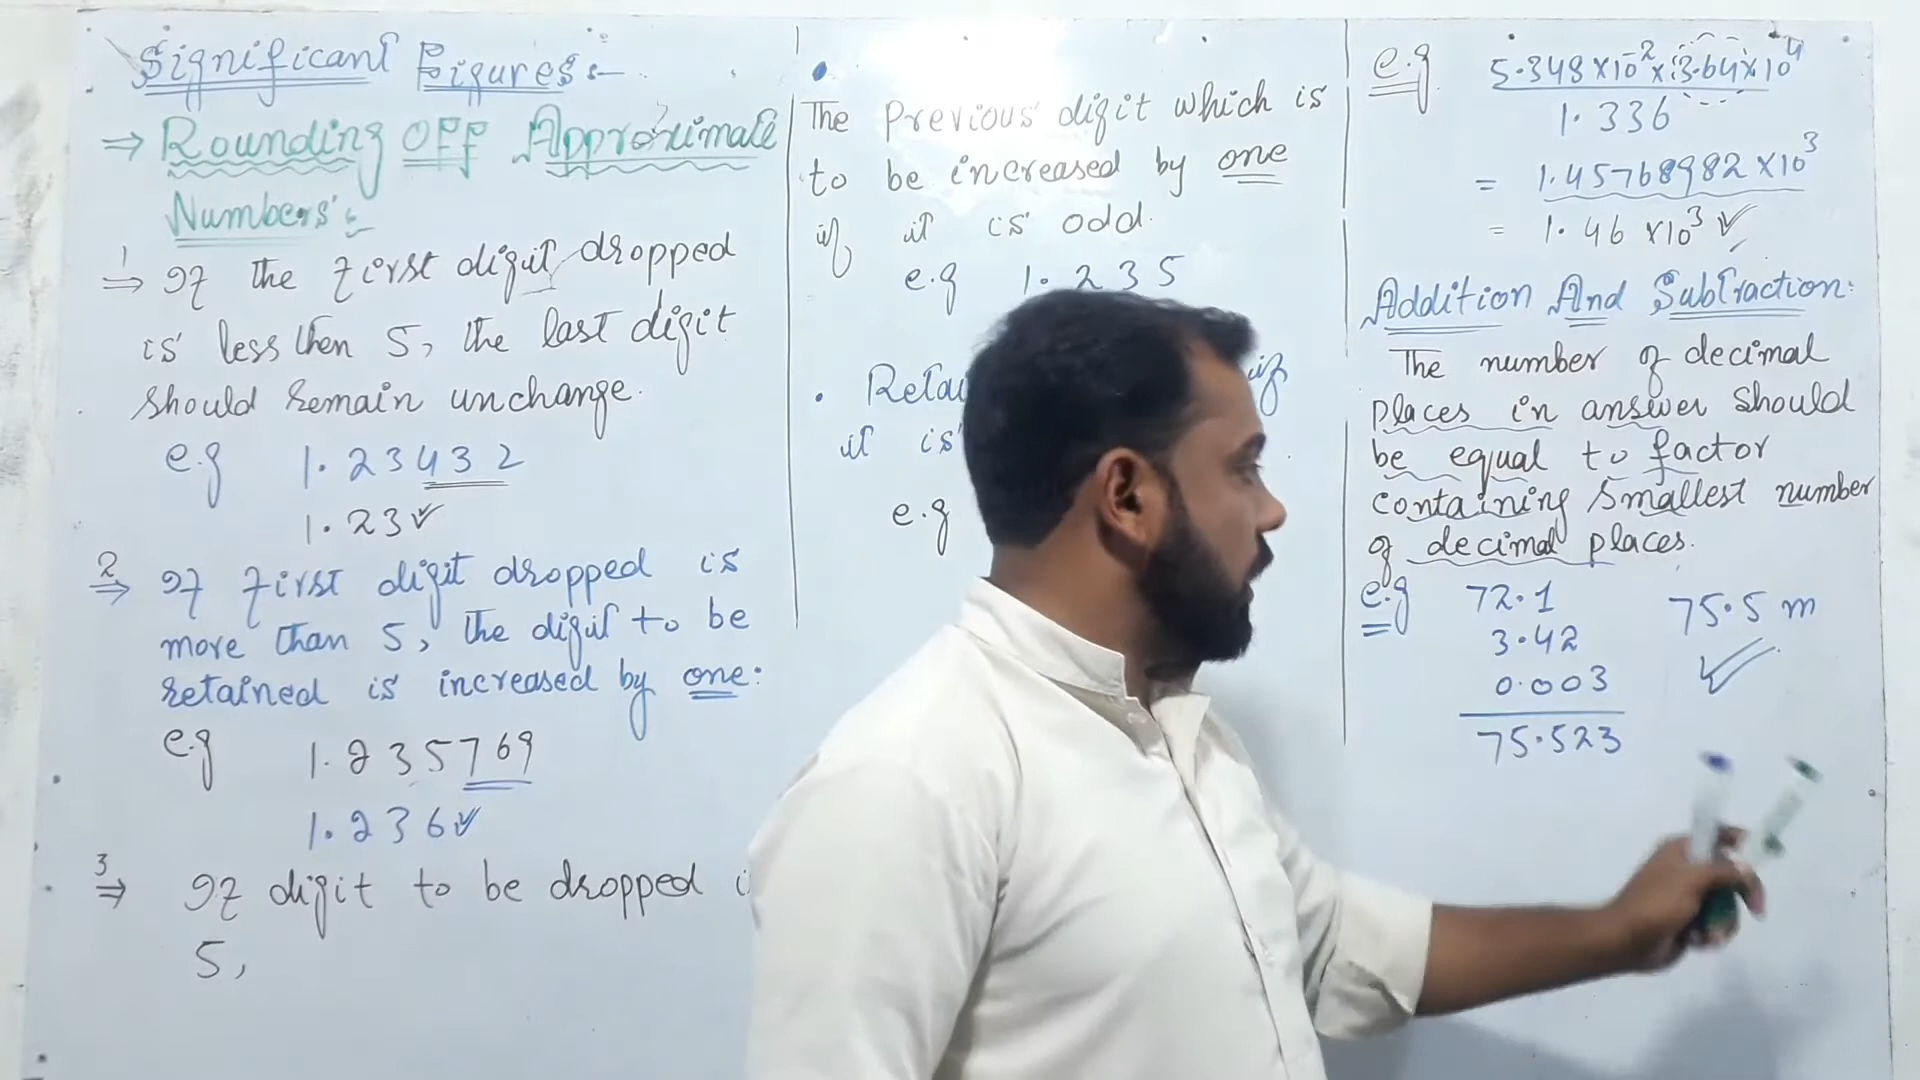 Significant Figures:-
⇒ Rounding OFF Approximate
Numbers:-
1⇒ If the first digit dropped
is less then 5, the last digit
should remain unchange.
e.g 1.23432
1.23✓
2⇒ If first digit dropped is
more than 5, the digit to be
retained is increased by one:
e.g 1.235769
1.236✓
3⇒ If digit to be dropped
5,
• The previous digit which is
to be increased by one
if it is odd.
e.g 1.235
• if
it is
e.g
e.g 5.348×10⁻²×3.64×10⁴
1.336
= 1.45768982×10³
= 1.46×10³ ✓
Addition And Subtraction:
The number of decimal
places in answer should
be equal to factor
containing smallest number
of decimal places.
e.g 72.1 75.5 m
3.42 ✓
0.003
75.523